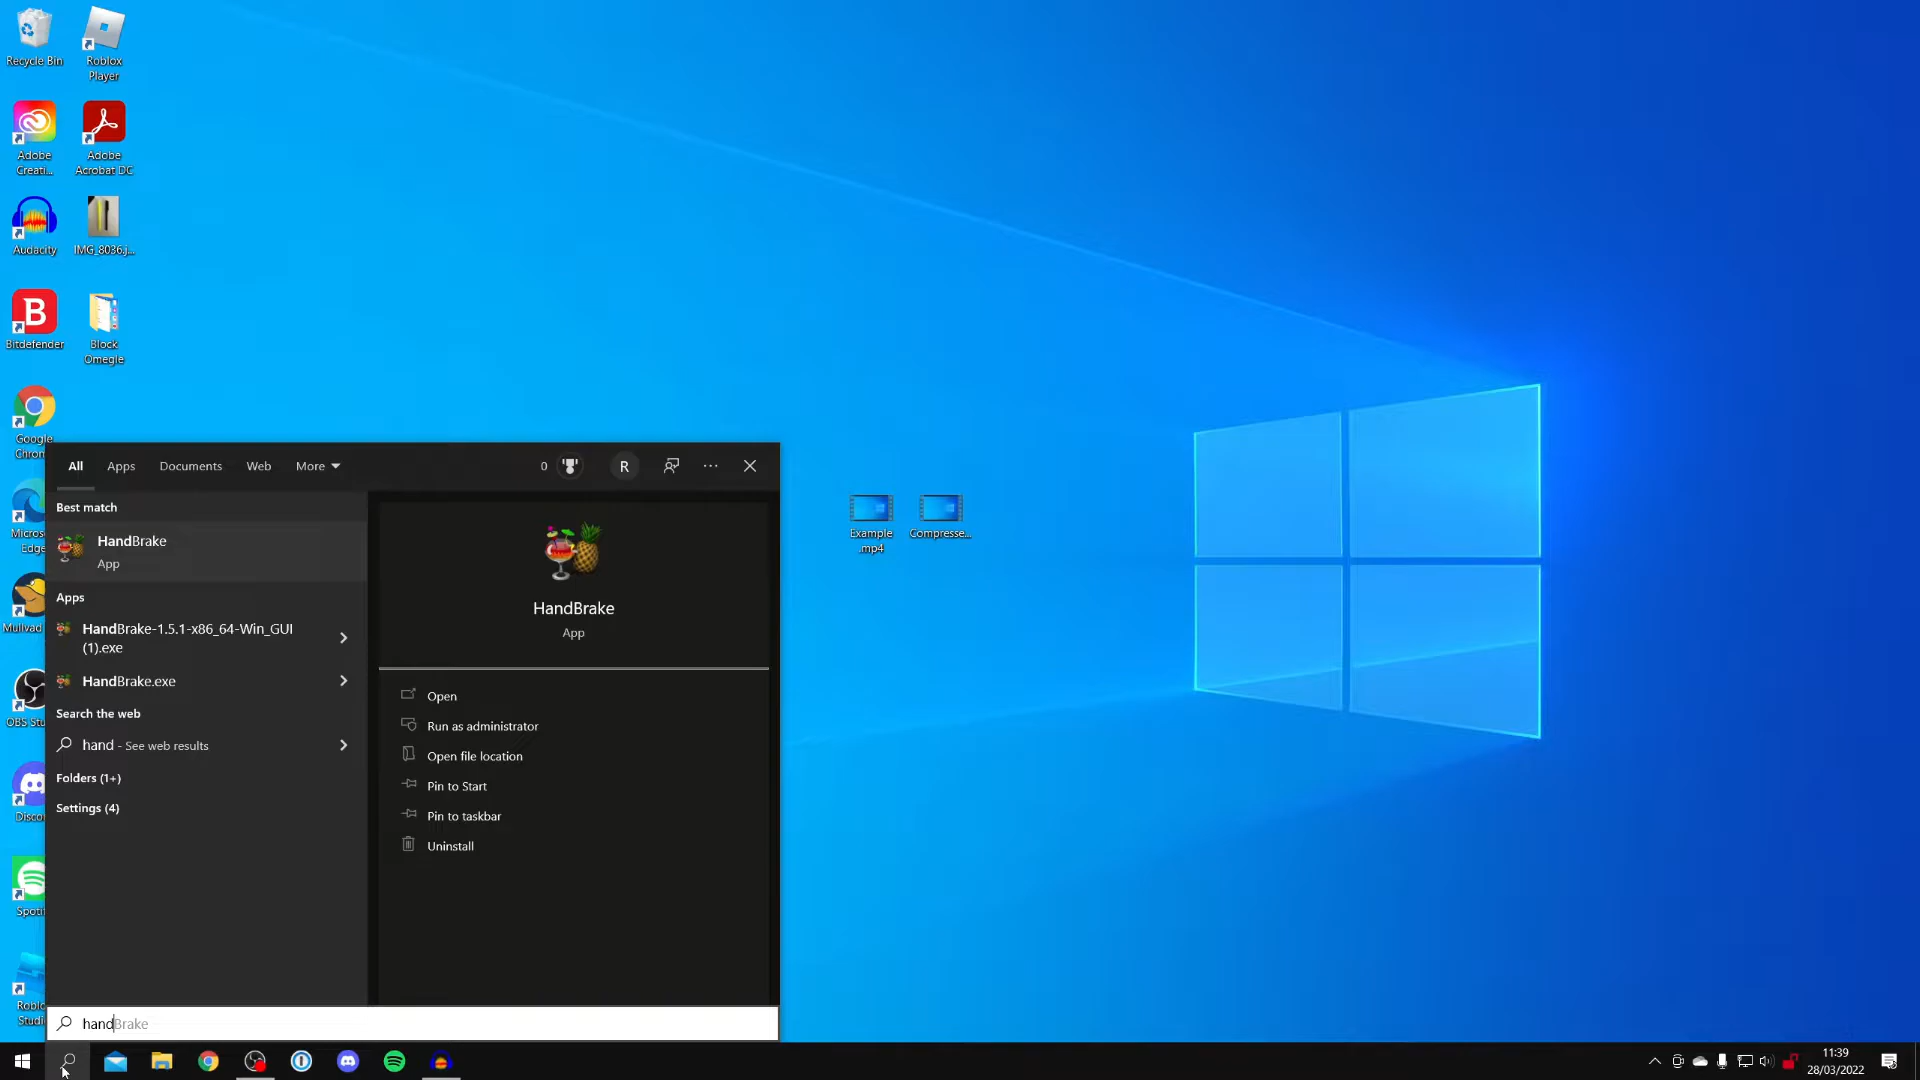 Recycle Bin
Roblox
Player
Adobe
Creati...
Adobe
Acrobat DC
Audacity
IMG_8036.j...
Bitdefender
Block
Omegle
Google
Chrom
Micros
Edge
Mullvad
OBS Stu
Disco
Spoti
Roblo
Studi
Example
.mp4
Compresse...
All
Apps
Documents
Web
More
0
R
Best match
HandBrake
App
Apps
HandBrake-1.5.1-x86_64-Win_GUI
(1).exe
HandBrake.exe
Search the web
hand - See web results
Folders (1+)
Settings (4)
HandBrake
App
Open
Run as administrator
Open file location
Pin to Start
Pin to taskbar
Uninstall
handBrake
11:39
28/03/2022